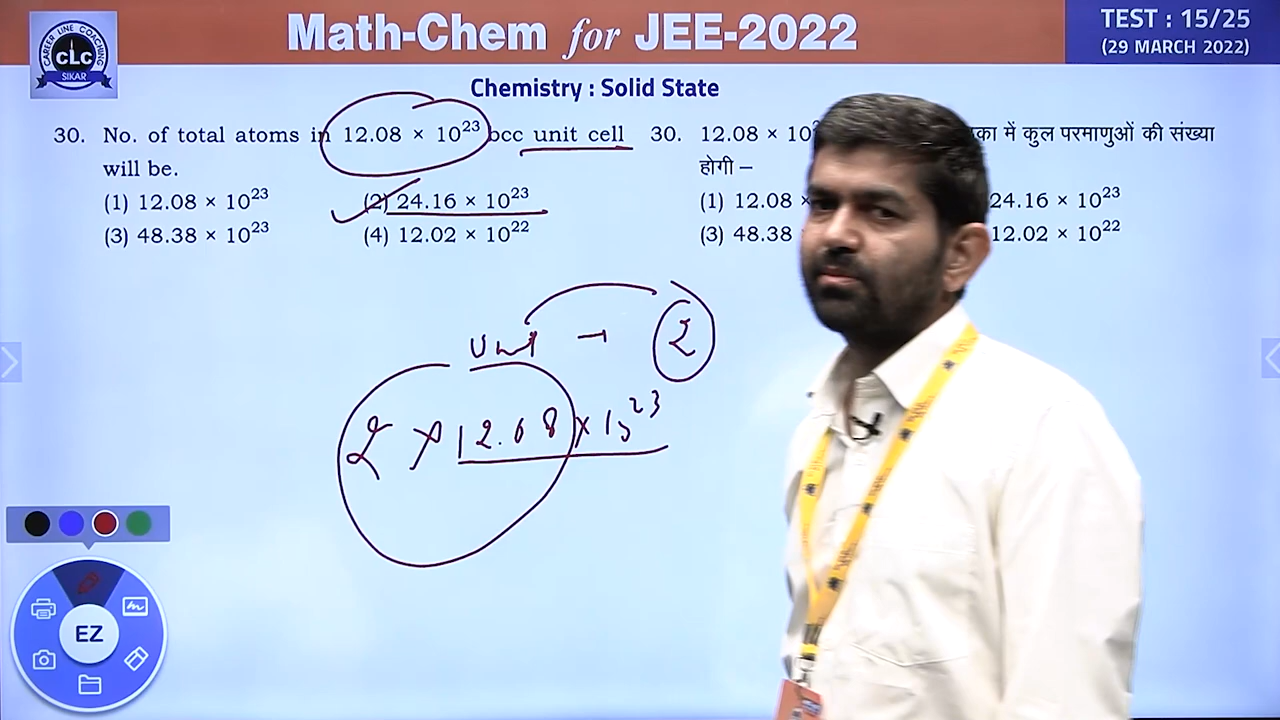 Math-Chem for JEE-2022
TEST : 15/25
(29 MARCH 2022)
CAREER LINE COACHING
CLC
SIKAR
Chemistry : Solid State
30. No. of total atoms in 12.08 × 10²³ bcc unit cell
will be.
(1) 12.08 × 10²³ (2) 24.16 × 10²³
(3) 48.38 × 10²³ (4) 12.02 × 10²²
30. 12.08 × 10 में कुल परमाणुओं की संख्या
होगी –
(1) 12.08 × 24.16 × 10²³
(3) 48.38 12.02 × 10²²
Unit → 2
2 × 12.08 × 10²³
EZ